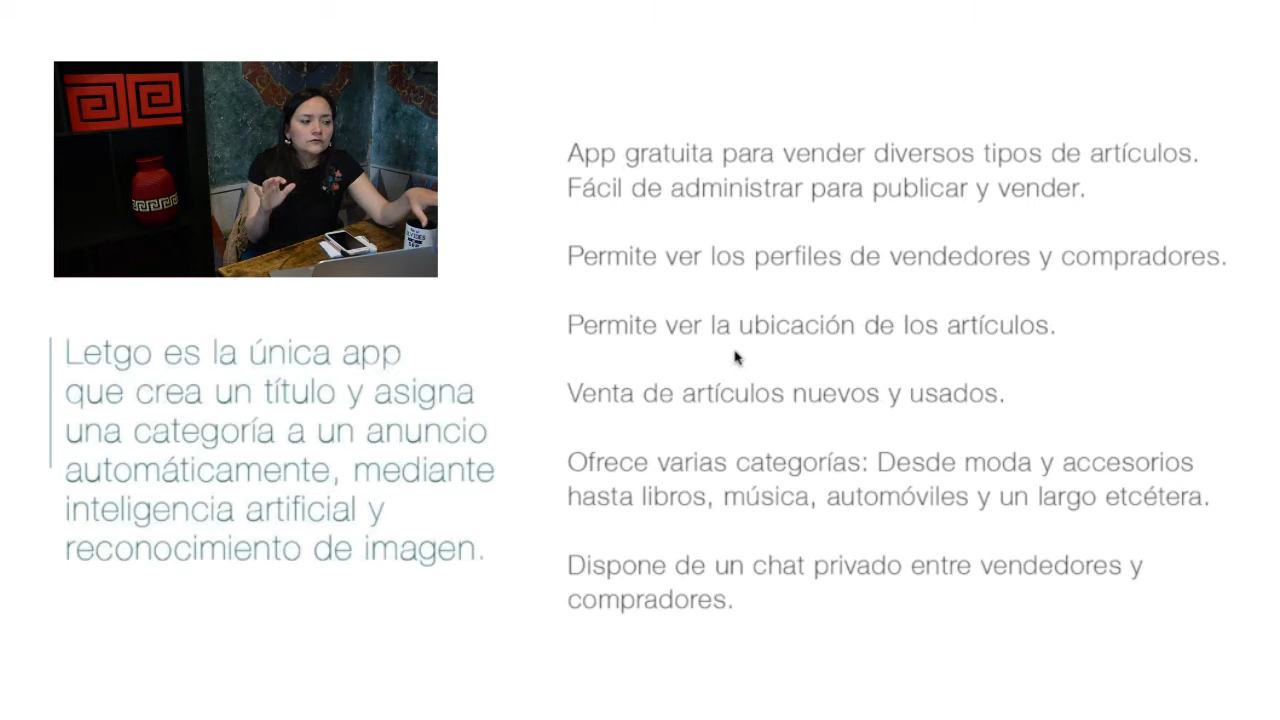 Letgo es la única app
que crea un título y asigna
una categoría a un anuncio
automáticamente, mediante
inteligencia artificial y
reconocimiento de imagen.
App gratuita para vender diversos tipos de artículos.
Fácil de administrar para publicar y vender.
Permite ver los perfiles de vendedores y compradores.
Permite ver la ubicación de los artículos.
Venta de artículos nuevos y usados.
Ofrece varias categorías: Desde moda y accesorios
hasta libros, música, automóviles y un largo etcétera.
Dispone de un chat privado entre vendedores y
compradores.